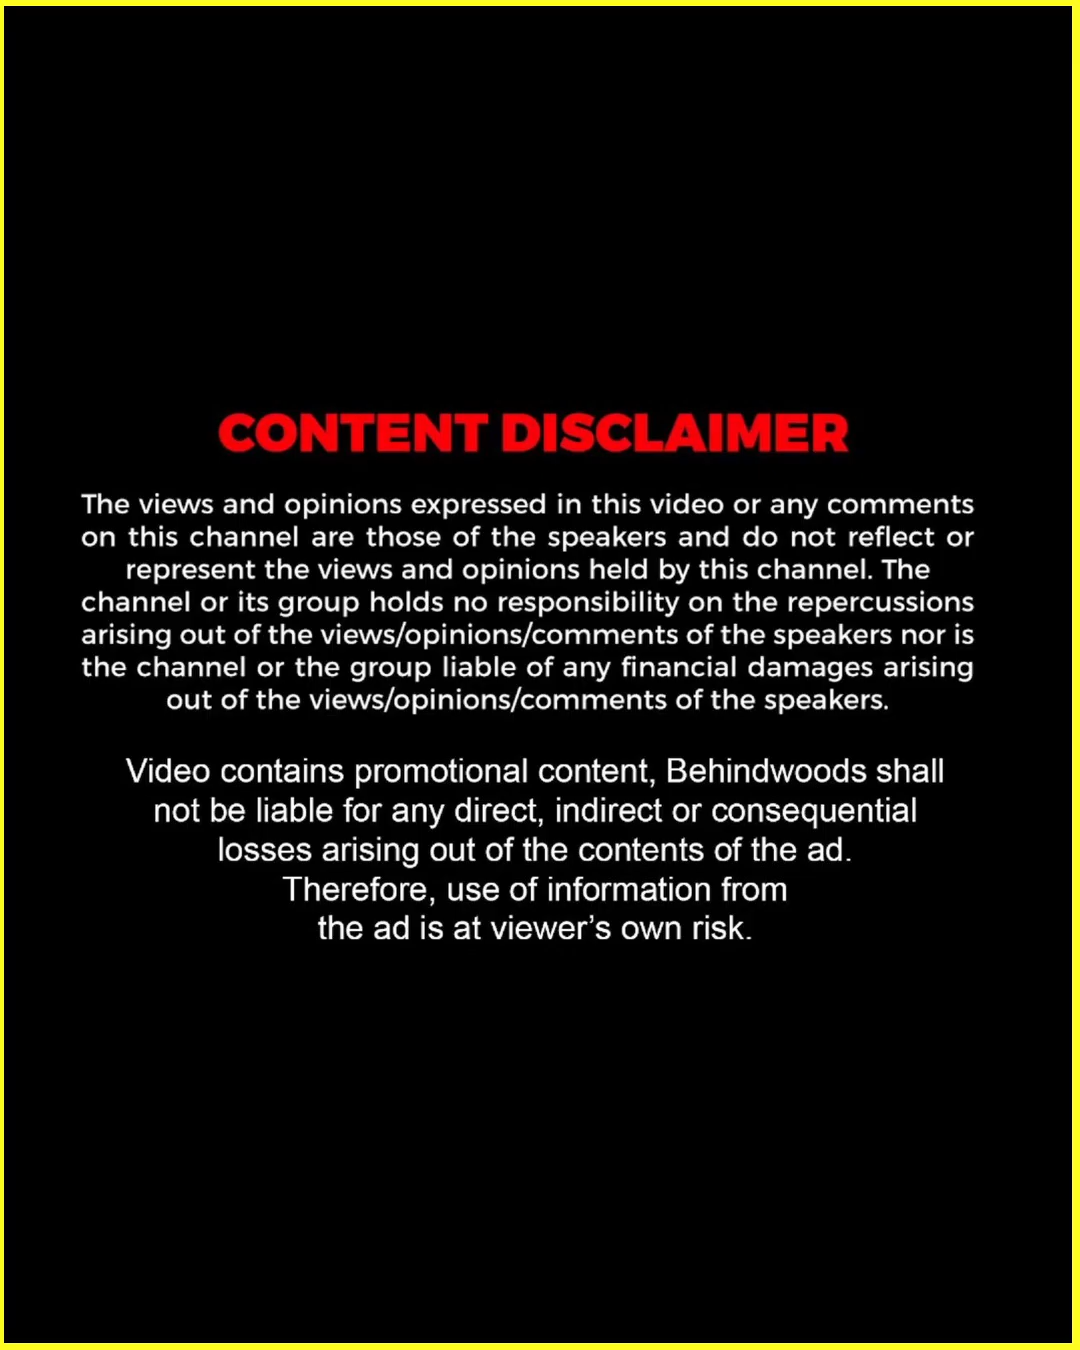 CONTENT DISCLAIMER
The views and opinions expressed in this video or any comments
on this channel are those of the speakers and do not reflect or
represent the views and opinions held by this channel. The
channel or its group holds no responsibility on the repercussions
arising out of the views/opinions/comments of the speakers nor is
the channel or the group liable of any financial damages arising
out of the views/opinions/comments of the speakers.
Video contains promotional content, Behindwoods shall
not be liable for any direct, indirect or consequential
losses arising out of the contents of the ad.
Therefore, use of information from
the ad is at viewer’s own risk.